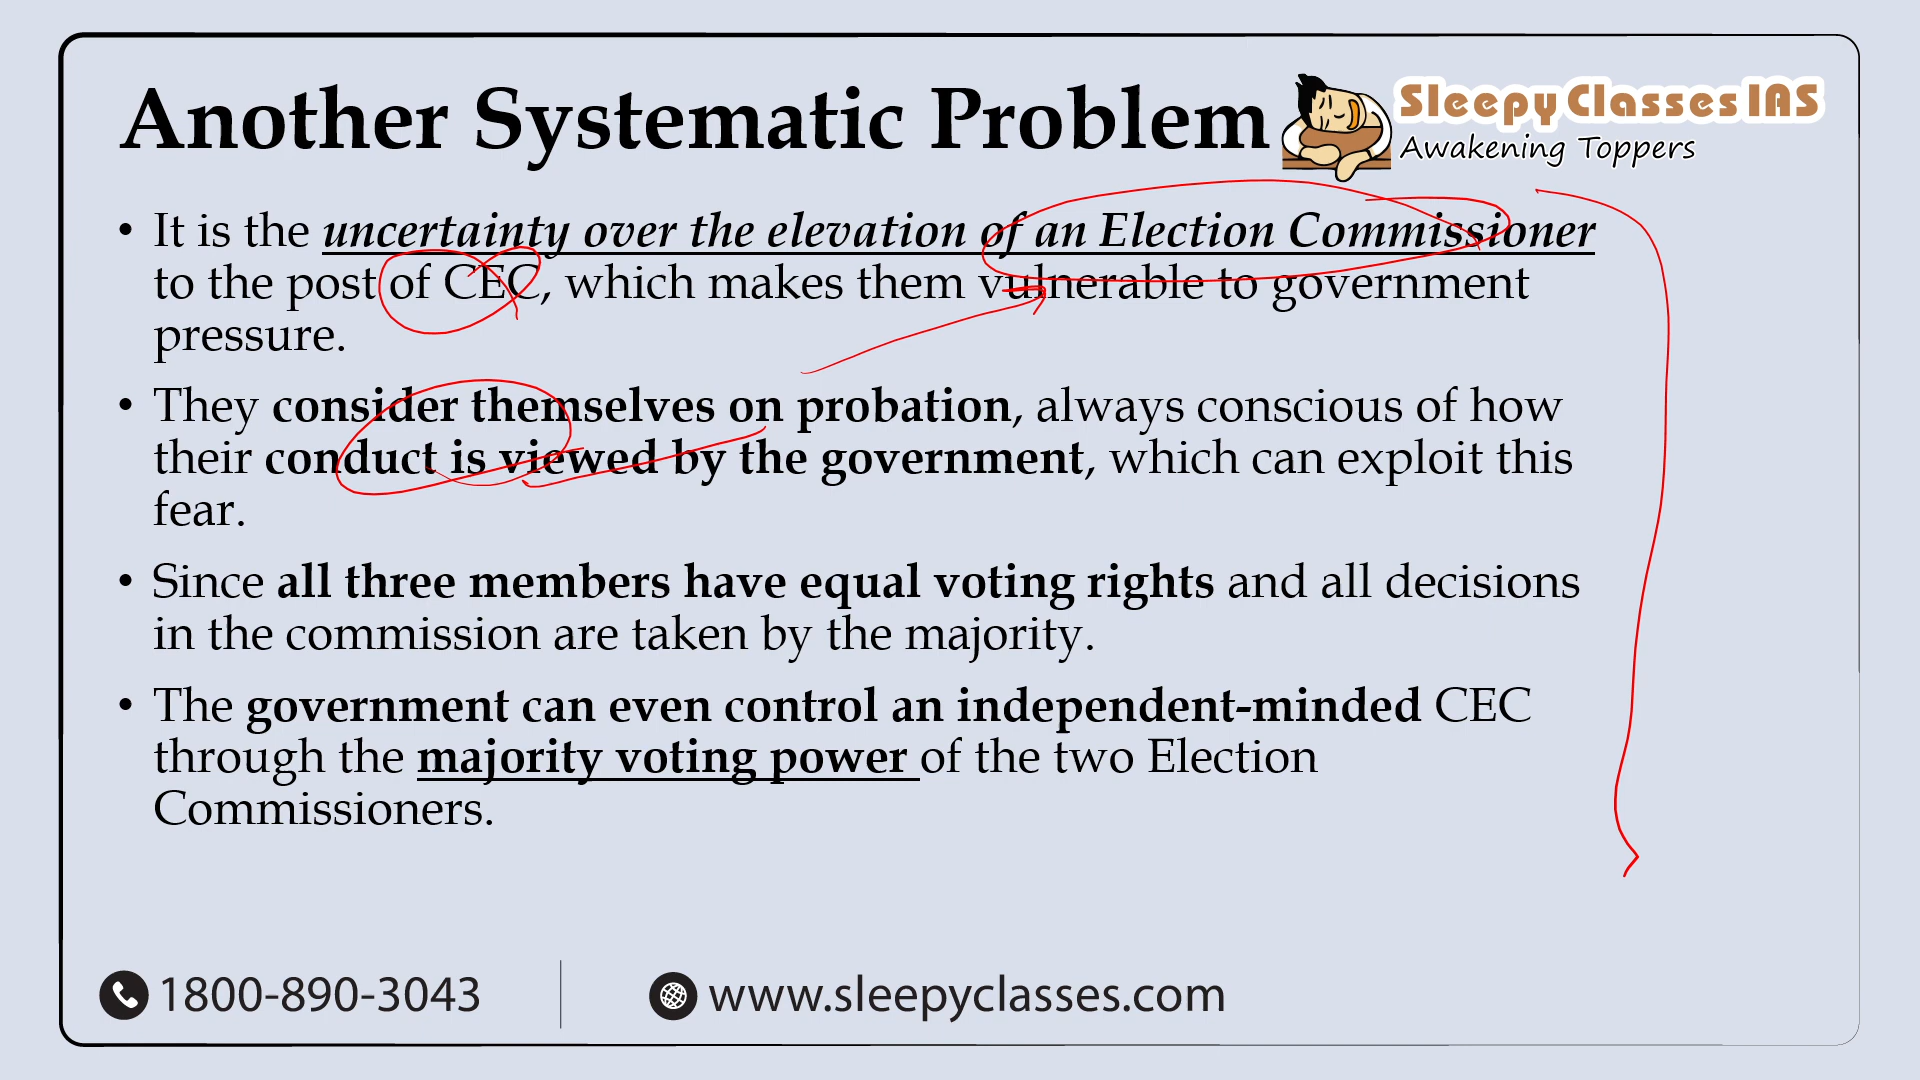 Another Systematic Problem
Sleepy Classes IAS
Awakening Toppers
• It is the uncertainty over the elevation of an Election Commissioner
to the post of CEC, which makes them vulnerable to government
pressure.
• They consider themselves on probation, always conscious of how
their conduct is viewed by the government, which can exploit this
fear.
• Since all three members have equal voting rights and all decisions
in the commission are taken by the majority.
• The government can even control an independent-minded CEC
through the majority voting power of the two Election
Commissioners.
1800-890-3043
www.sleepyclasses.com